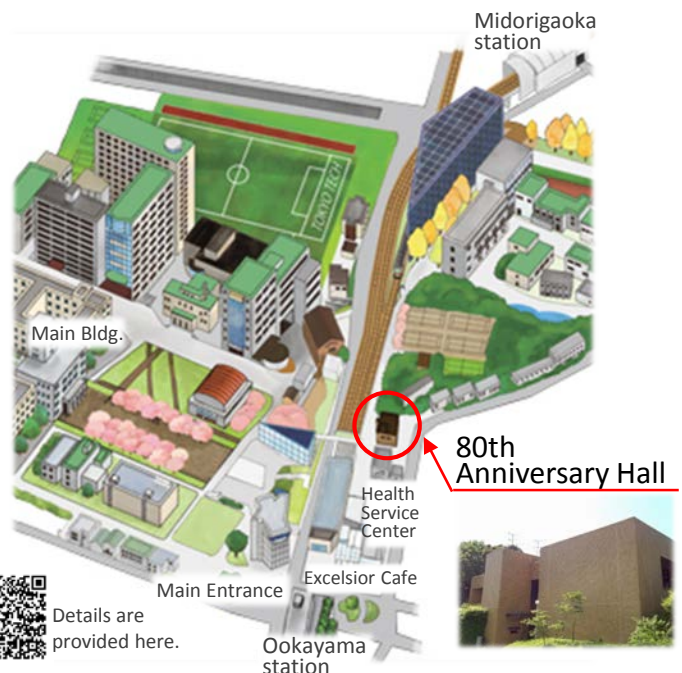 Midorigaoka
station
TOKYO TECH
Main Bldg.
80th
Anniversary Hall
Health
Service
Center
Main Entrance
Excelsior Cafe
Details are
provided here.
Ookayama
station